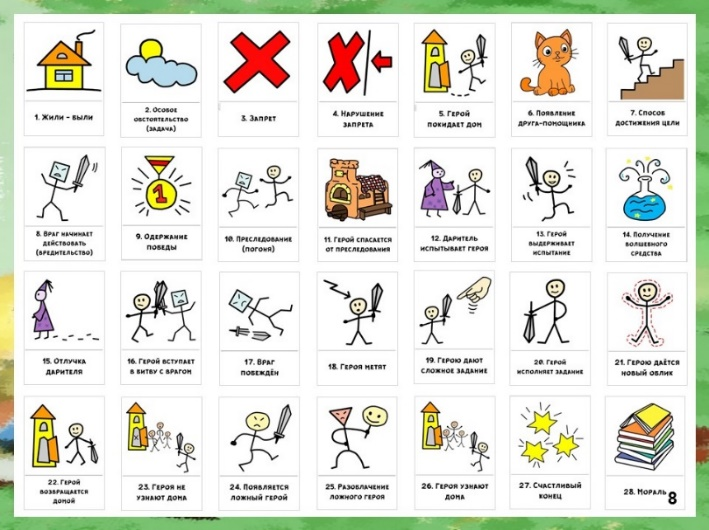 1. Жили - были
2. Особое
обстоятельство
(задача)
3. Запрет
4. Нарушение
запрета
5. Герой
покидает дом
6. Появление
друга-помощника
7. Способ
достижения цели
8. Враг начинает
действовать
(вредительство)
9. Одержание
победы
10. Преследование
(погоня)
11. Герой спасается
от преследования
12. Даритель
испытывает героя
13. Герой
выдерживает
испытание
14. Получение
волшебного
средства
15. Отлучка
дарителя
16. Герой вступает
в битву с врагом
17. Враг
побеждён
18. Героя метят
19. Герою дают
сложное задание
20. Герой
исполняет задание
21. Герою даётся
новый облик
22. Герой
возвращается
домой
23. Героя не
узнают дома
24. Появляется
ложный герой
25. Разоблачение
ложного героя
26. Героя узнают
дома
27. Счастливый
конец
28. Мораль
8
1